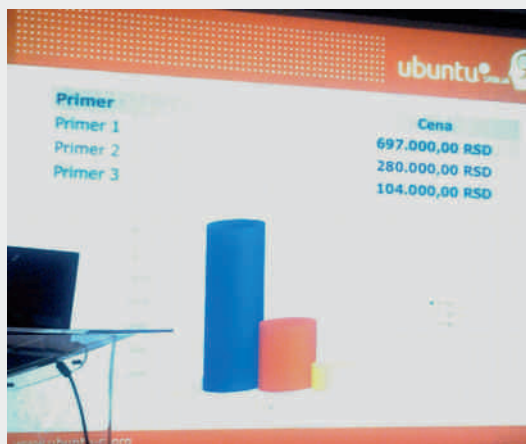 ubuntu
Primer
Primer 1
Primer 2
Primer 3
Cena
697.000,00 RSD
280.000,00 RSD
104.000,00 RSD